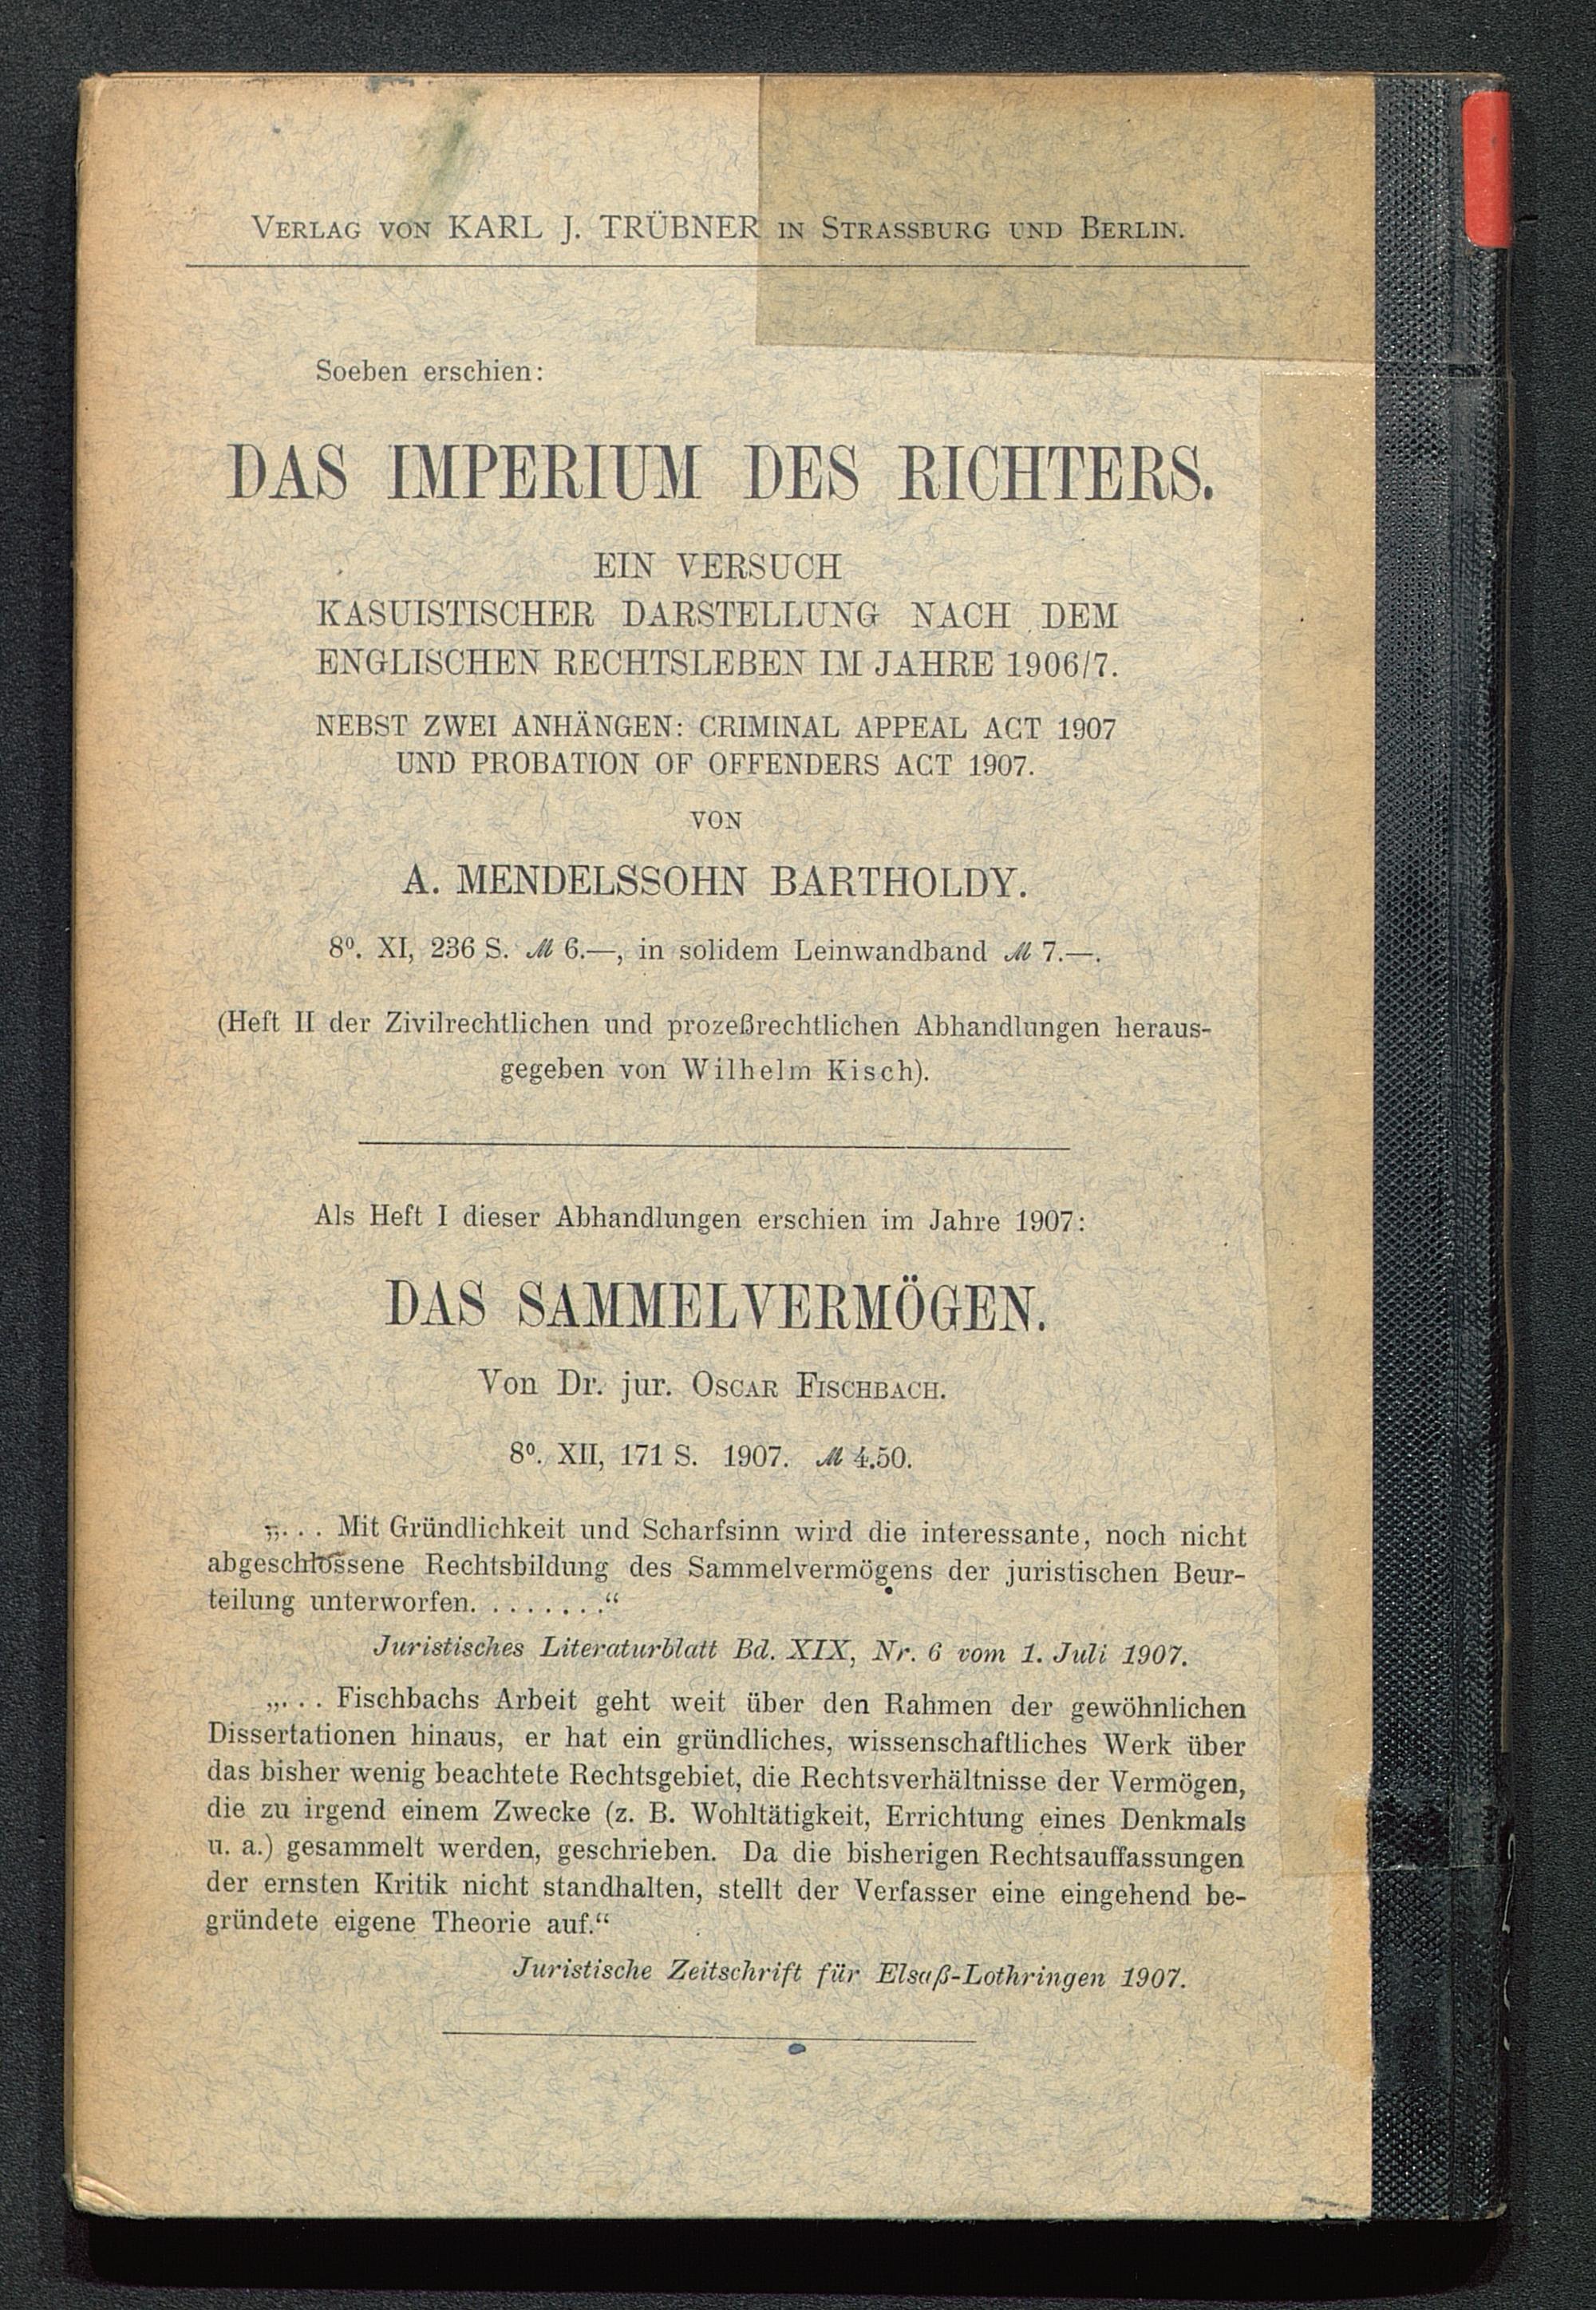 VERLAG VON KARL J. TRÜBNER IN STRASSBURG UND BERLIN.
Soeben erschien:
DAS IMPERIUM DES RICHTERS.
EIN VERSUCH
KASUISTISCHER DARSTELLUNG NACH DEM
ENGLISCHEN RECHTSLEBEN IM JAHRE 1906/7.
NEBST ZWEI ANHÄNGEN: CRIMINAL APPEAL ACT 1907
UND PROBATION OF OFFENDERS ACT 1907.
VON
A. MENDELSSOHN BARTHOLDY.
8⁰. XI, 236 S. ℳ 6.—, in solidem Leinwandband ℳ 7.—.
(Heft II der Zivilrechtlichen und prozeßrechtlichen Abhandlungen heraus-
gegeben von Wilhelm Kisch).
Als Heft I dieser Abhandlungen erschien im Jahre 1907:
DAS SAMMELVERMÖGEN.
Von Dr. jur. OSCAR FISCHBACH.
8⁰. XII, 171 S. 1907. ℳ 4.50.
„. . . Mit Gründlichkeit und Scharfsinn wird die interessante, noch nicht
abgeschlossene Rechtsbildung des Sammelvermögens der juristischen Beur-
teilung unterworfen. . . . . . . .“
Juristisches Literaturblatt Bd. XIX, Nr. 6 vom 1. Juli 1907.
„. . . Fischbachs Arbeit geht weit über den Rahmen der gewöhnlichen
Dissertationen hinaus, er hat ein gründliches, wissenschaftliches Werk über
das bisher wenig beachtete Rechtsgebiet, die Rechtsverhältnisse der Vermögen,
die zu irgend einem Zwecke (z. B. Wohltätigkeit, Errichtung eines Denkmals
u. a.) gesammelt werden, geschrieben. Da die bisherigen Rechtsauffassungen
der ernsten Kritik nicht standhalten, stellt der Verfasser eine eingehend be-
gründete eigene Theorie auf.“
Juristische Zeitschrift für Elsaß-Lothringen 1907.